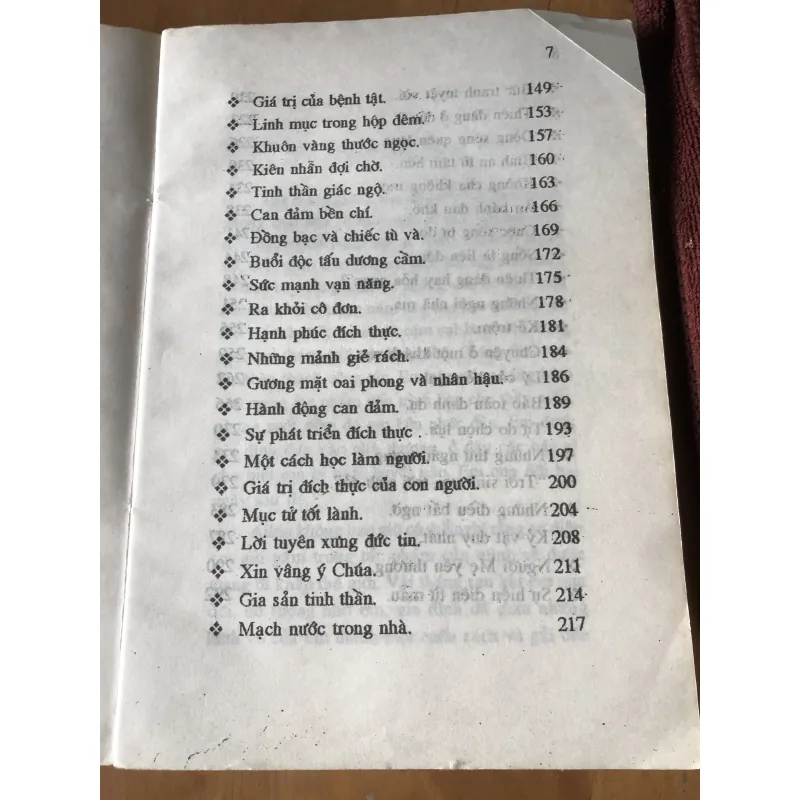 7
❖ Giá trị của bệnh tật. 149
❖ Linh mục trong hộp đêm. 153
❖ Khuôn vàng thước ngọc. 157
❖ Kiên nhẫn đợi chờ. 160
❖ Tinh thần giác ngộ. 163
❖ Can đảm bền chí. 166
❖ Đồng bạc và chiếc tù và. 169
❖ Buổi độc tấu dương cầm. 172
❖ Sức mạnh vạn năng. 175
❖ Ra khỏi cô đơn. 178
❖ Hạnh phúc đích thực. 181
❖ Những mảnh giẻ rách. 184
❖ Gương mặt oai phong và nhân hậu. 186
❖ Hành động can đảm. 189
❖ Sự phát triển đích thực . 193
❖ Một cách học làm người. 197
❖ Giá trị đích thực của con người. 200
❖ Mục tử tốt lành. 204
❖ Lời tuyên xưng đức tin. 208
❖ Xin vâng ý Chúa. 211
❖ Gia sản tinh thần. 214
❖ Mạch nước trong nhà. 217